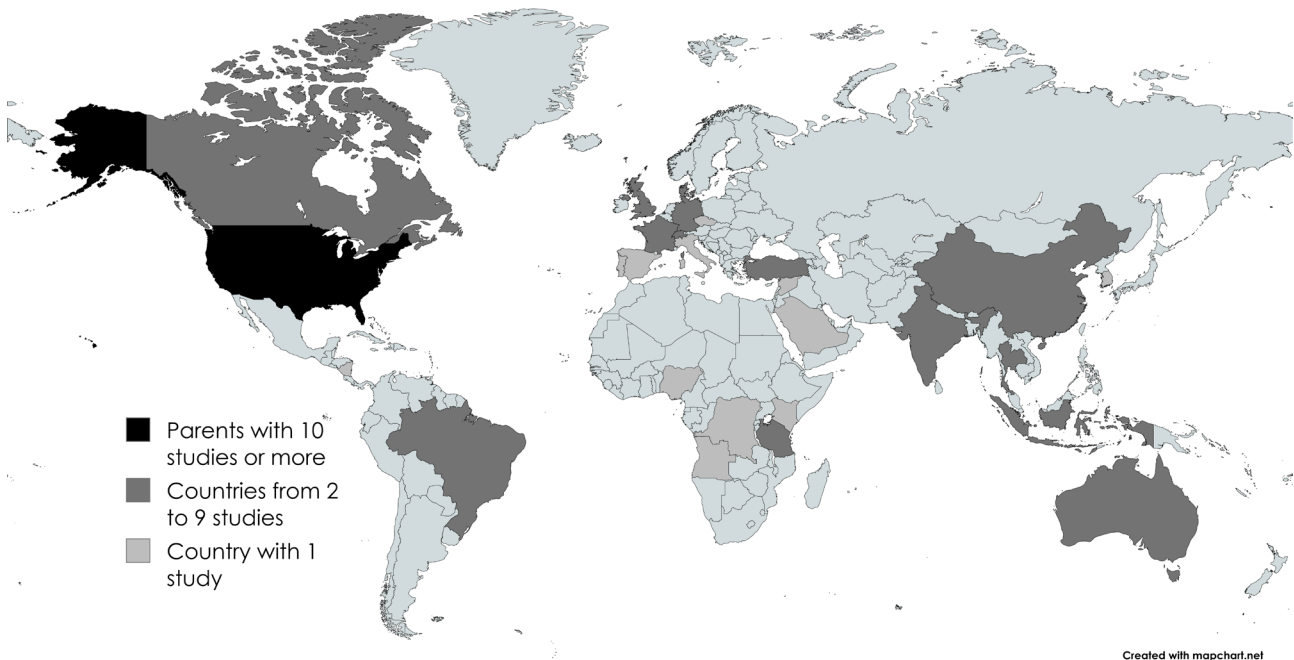 Parents with 10
studies or more
Countries from 2
to 9 studies
Country with 1
study
Created with mapchart.net